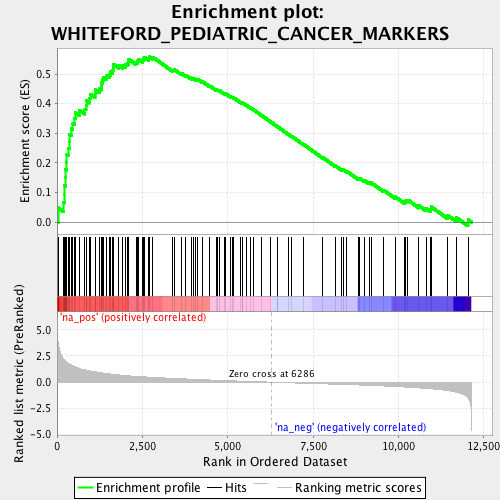 Enrichment plot:
WHITEFORD_PEDIATRIC_CANCER_MARKERS
Enrichment score (ES)
0.5
0.4
0.3
0.2
0.1
0.0
'na_pos' (positively correlated)
Ranked list metric (PreRanked)
5.0
2.5
0.0
-2.5
-5.0
Zero cross at 6286
'na_neg' (negatively correlated)
0
2,500
5,000
7,500
10,000
12,500
Rank in Ordered Dataset
Enrichment profile
Hits
Ranking metric scores